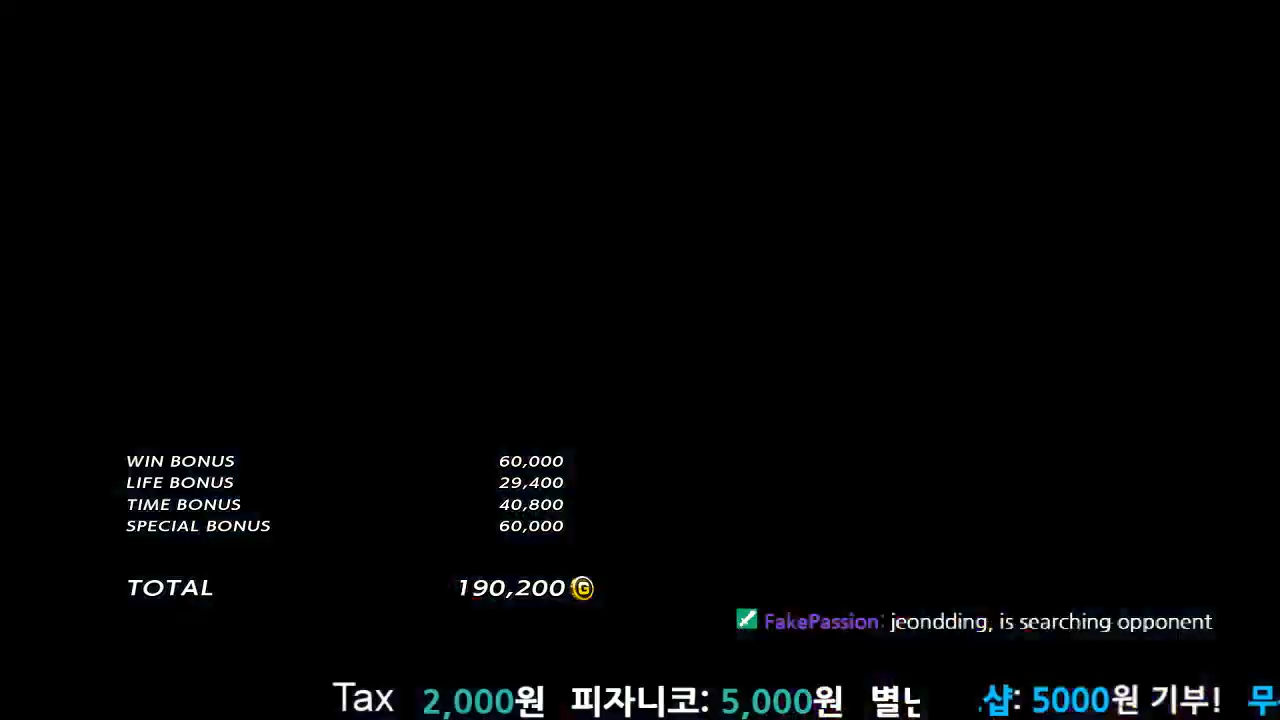 WIN BONUS 60,000
LIFE BONUS 29,400
TIME BONUS 40,800
SPECIAL BONUS 60,000
TOTAL 190,200 G
FakePassion: jeondding, is searching opponent
Tax 2,000원 피자니코: 5,000원 샵: 5000원 기부! 무